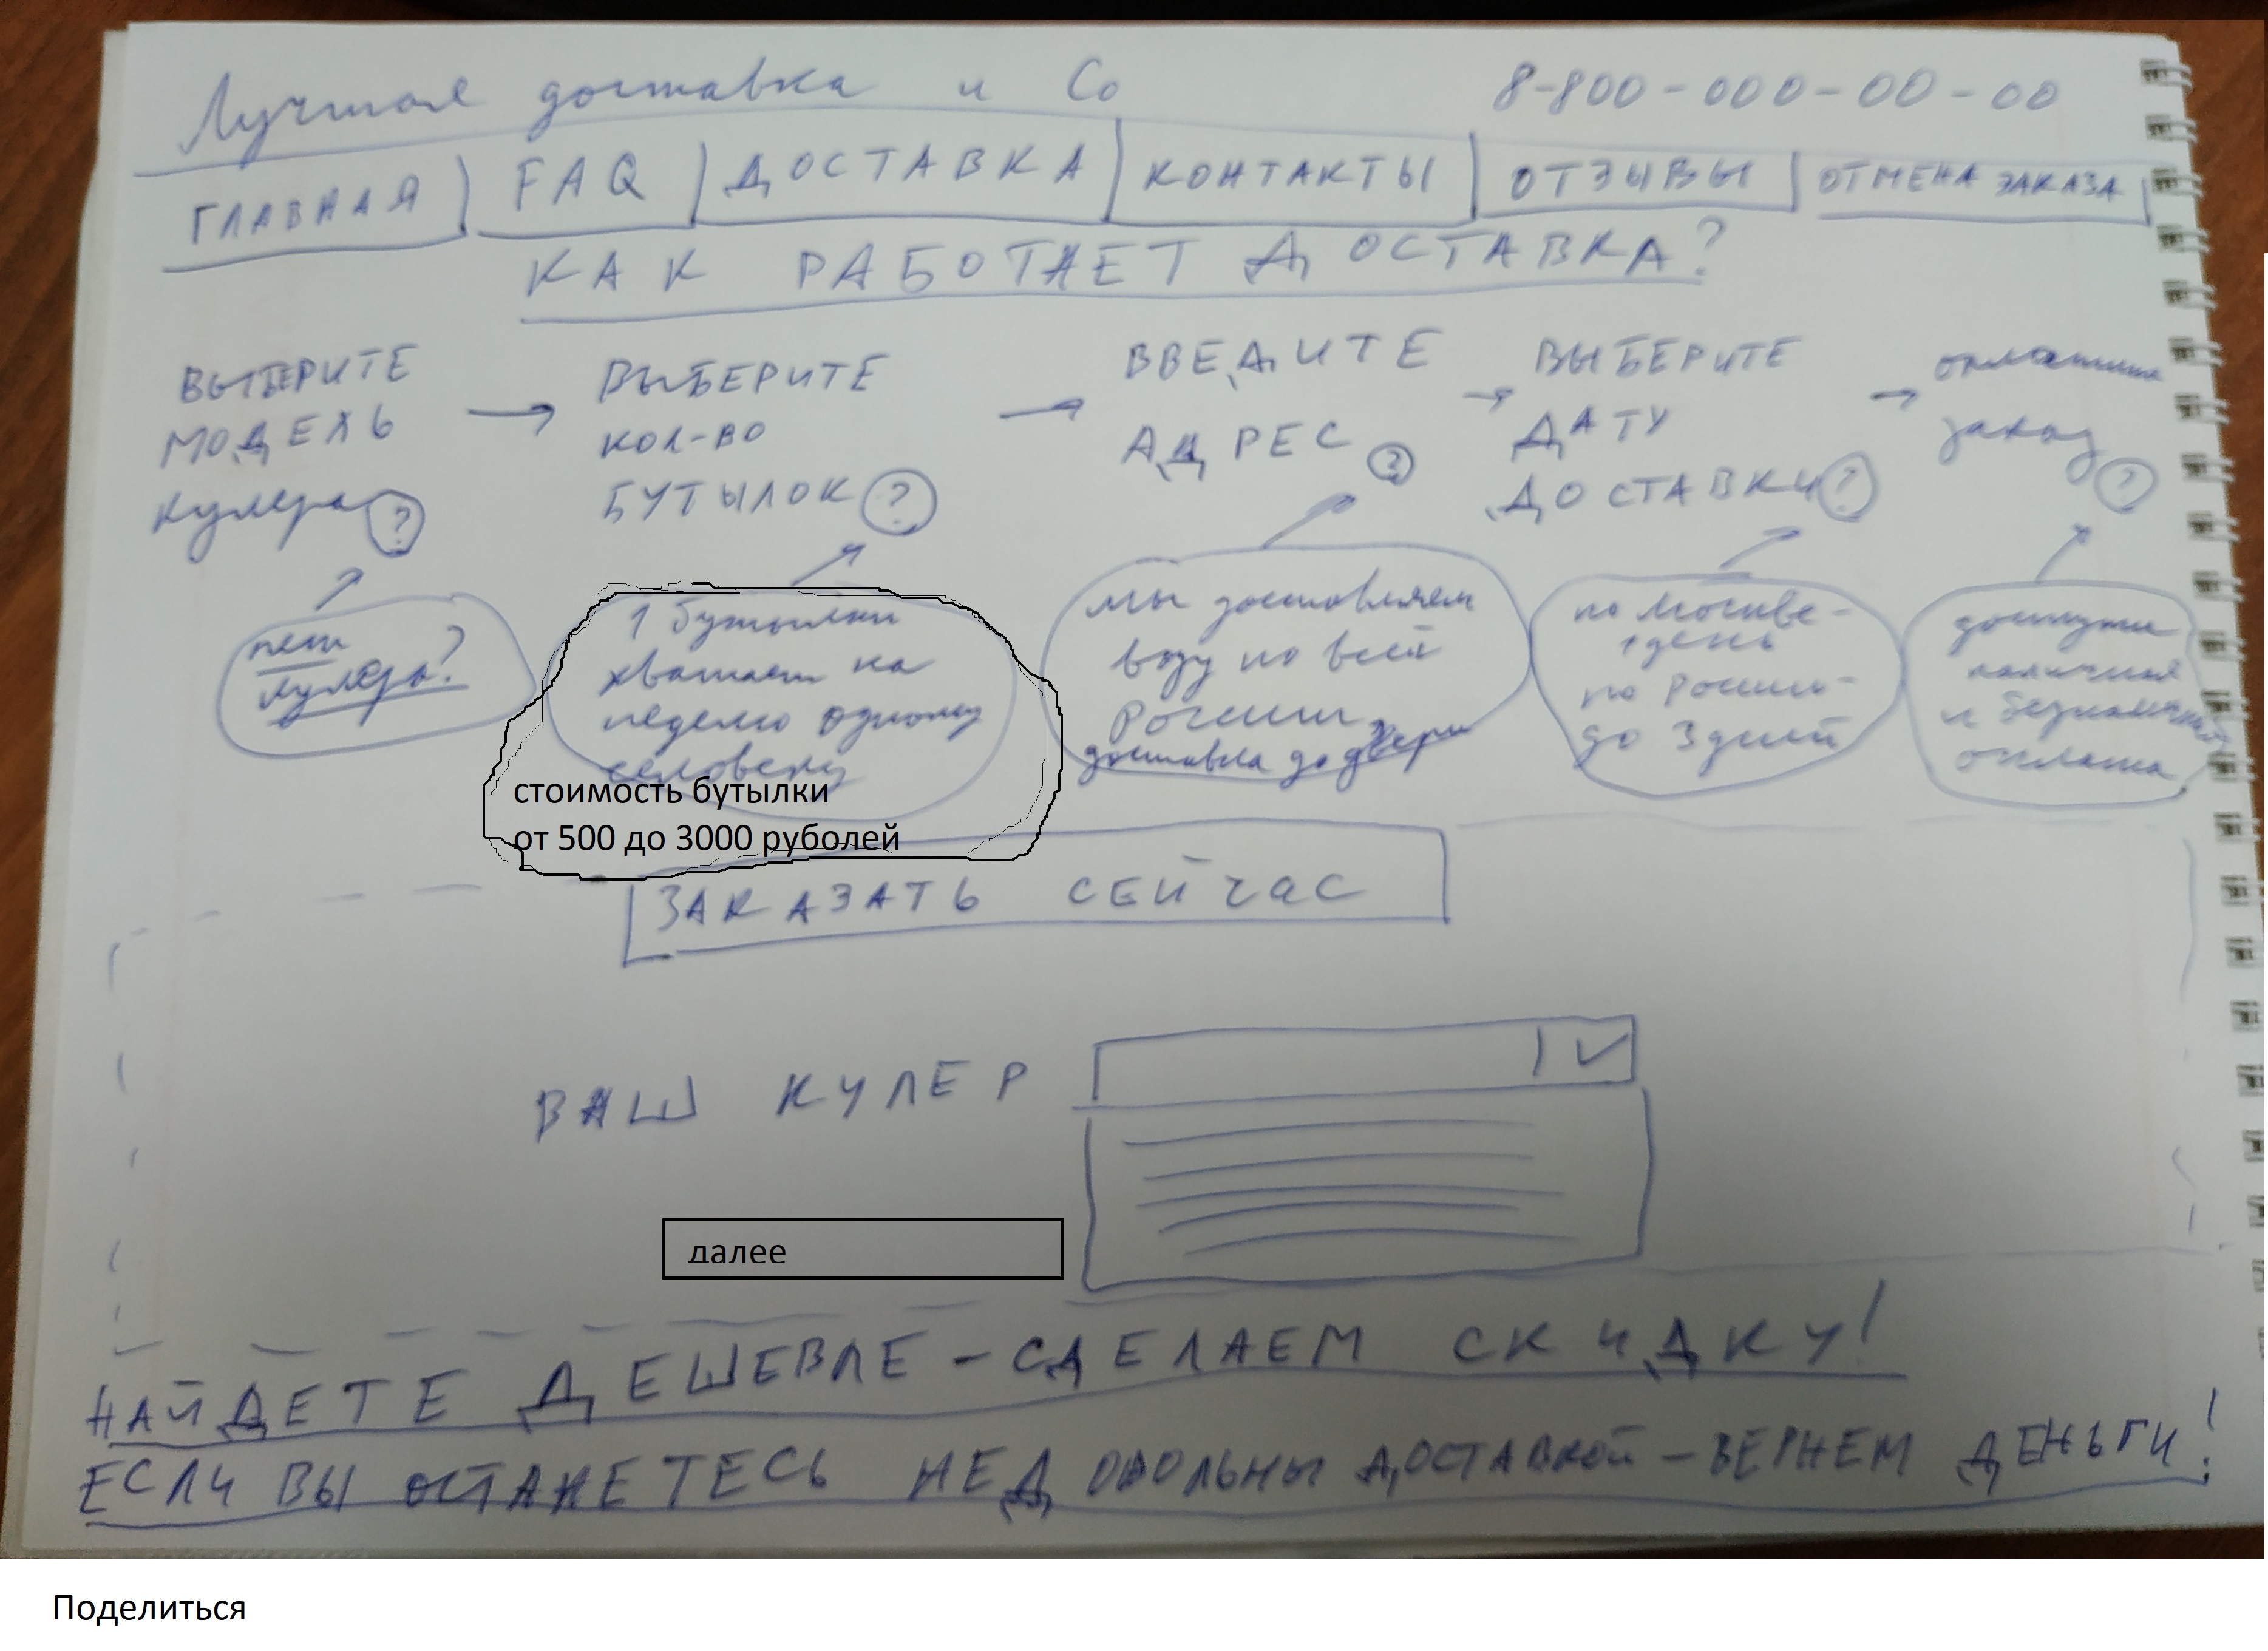 Лучшая доставка и Co
8-800-000-00-00
ГЛАВНАЯ
FAQ
ДОСТАВКА
КОНТАКТЫ
ОТЗЫВЫ
ОТМЕНА ЗАКАЗА
КАК РАБОТАЕТ ДОСТАВКА?
ВЫБЕРИТЕ
МОДЕЛЬ
кулера ?
ВЫБЕРИТЕ
КОЛ-ВО
БУТЫЛОК ?
ВВЕДИТЕ
АДРЕС ?
ВЫБЕРИТЕ
ДАТУ
ДОСТАВКИ ?
оплатите
заказ ?
нет
кулера?
1 бутылки
хватает на
неделю одному
человеку
стоимость бутылки
от 500 до 3000 руболей
мы доставляем
воду по всей
России
доставка до двери
по Москве -
1 день
по России -
до 3 дней
доступна
наличная
и безналичная
оплата
ЗАКАЗАТЬ СЕЙЧАС
ВАШ КУЛЕР
далее
НАЙДЕТЕ ДЕШЕВЛЕ - СДЕЛАЕМ СКИДКУ!
ЕСЛИ ВЫ ОСТАНЕТЕСЬ НЕДОВОЛЬНЫ ДОСТАВКОЙ - ВЕРНЕМ ДЕНЬГИ!
Поделиться